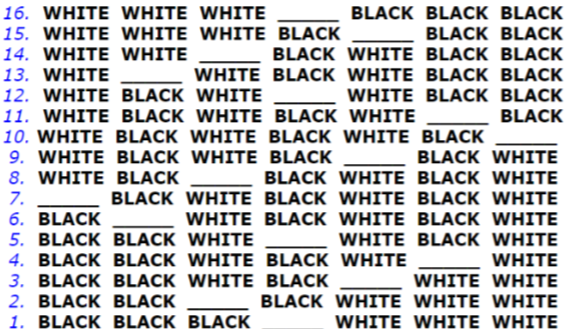 16. WHITE WHITE WHITE ______ BLACK BLACK BLACK
15. WHITE WHITE WHITE BLACK ______ BLACK BLACK
14. WHITE WHITE ______ BLACK WHITE BLACK BLACK
13. WHITE ______ WHITE BLACK WHITE BLACK BLACK
12. WHITE BLACK WHITE ______ WHITE BLACK BLACK
11. WHITE BLACK WHITE BLACK WHITE ______ BLACK
10. WHITE BLACK WHITE BLACK WHITE BLACK ______
9. WHITE BLACK WHITE BLACK ______ BLACK WHITE
8. WHITE BLACK ______ BLACK WHITE BLACK WHITE
7. ______ BLACK WHITE BLACK WHITE BLACK WHITE
6. BLACK ______ WHITE BLACK WHITE BLACK WHITE
5. BLACK BLACK WHITE ______ WHITE BLACK WHITE
4. BLACK BLACK WHITE BLACK WHITE ______ WHITE
3. BLACK BLACK WHITE BLACK ______ WHITE WHITE
2. BLACK BLACK ______ BLACK WHITE WHITE WHITE
1. BLACK BLACK BLACK ______ WHITE WHITE WHITE